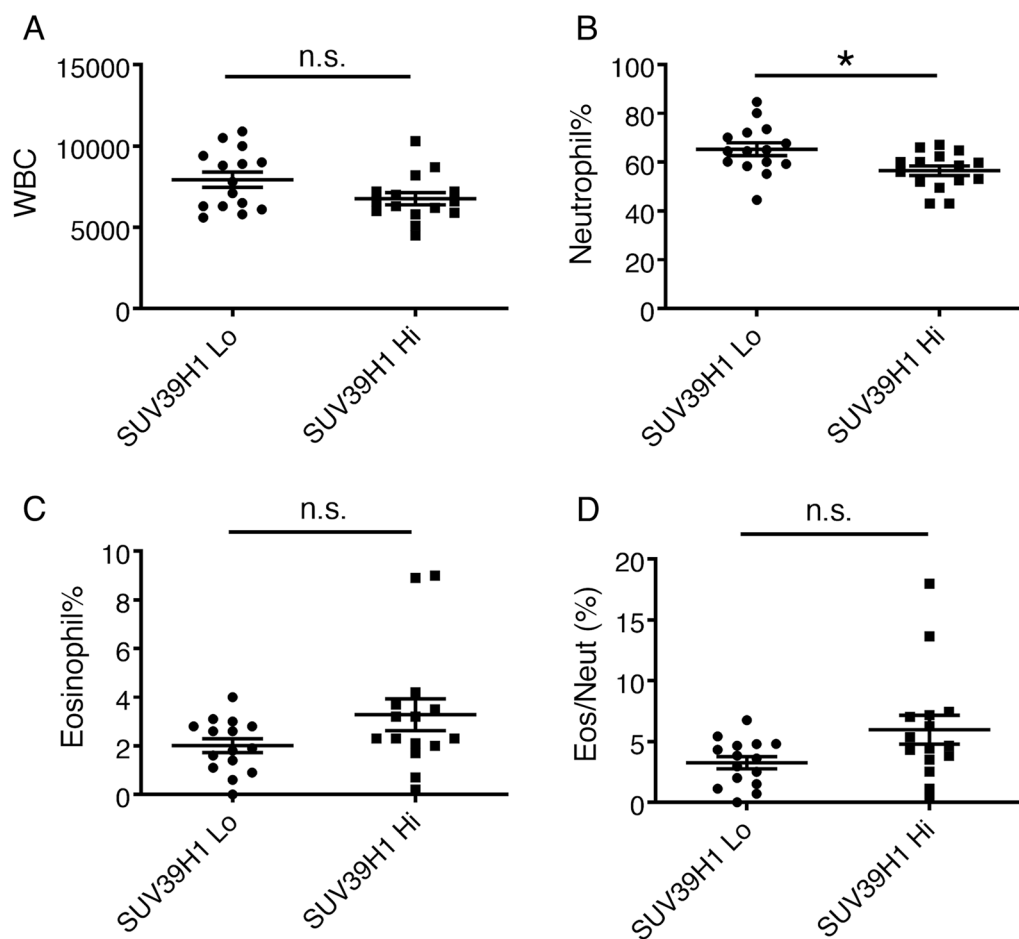 A
n.s.
WBC
15000
10000
5000
0
SUV39H1 Lo
SUV39H1 Hi
B
*
Neutrophil%
100
80
60
40
20
0
SUV39H1 Lo
SUV39H1 Hi
C
n.s.
Eosinophil%
10
8
6
4
2
0
SUV39H1 Lo
SUV39H1 Hi
D
n.s.
Eos/Neut (%)
20
15
10
5
0
SUV39H1 Lo
SUV39H1 Hi